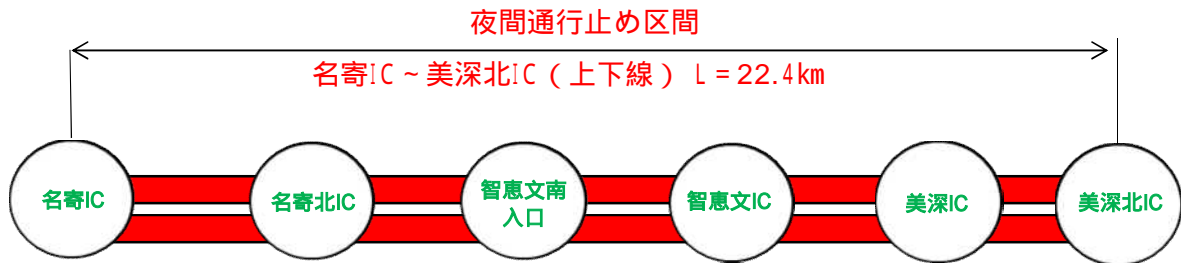 夜間通行止め区間
名寄IC~美深北IC(上下線) L=22.4km
名寄IC
名寄北IC
智恵文南
入口
智恵文IC
美深IC
美深北IC